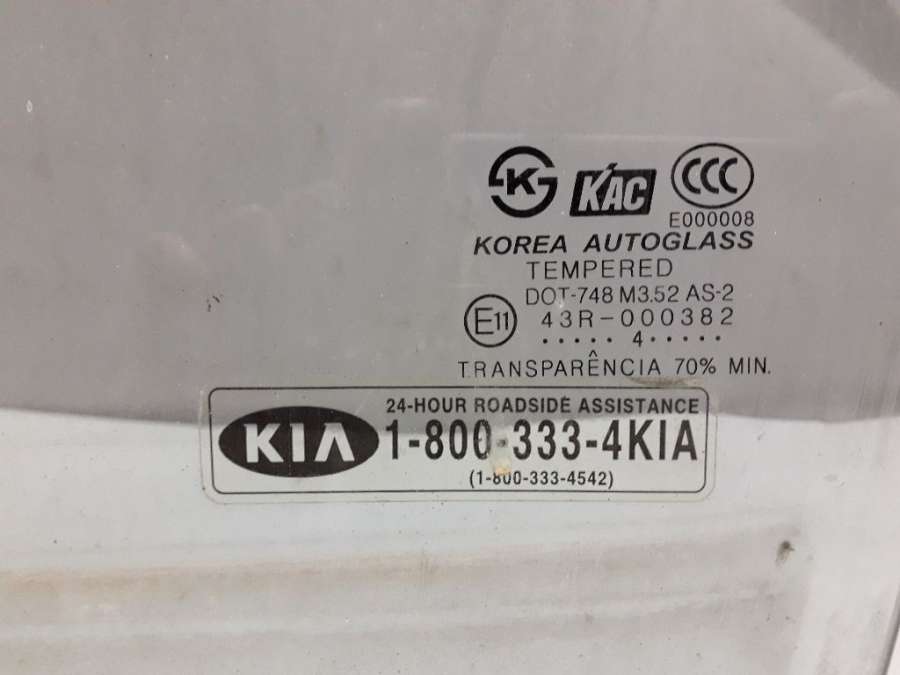 KS KAC CCC
E000008
KOREA AUTOGLASS
TEMPERED
DOT-748 M3.52 AS-2
E11 43R-000382
····· 4 ·····
TRANSPARÊNCIA 70% MIN.
24-HOUR ROADSIDE ASSISTANCE
KIA 1-800-333-4KIA
(1-800-333-4542)